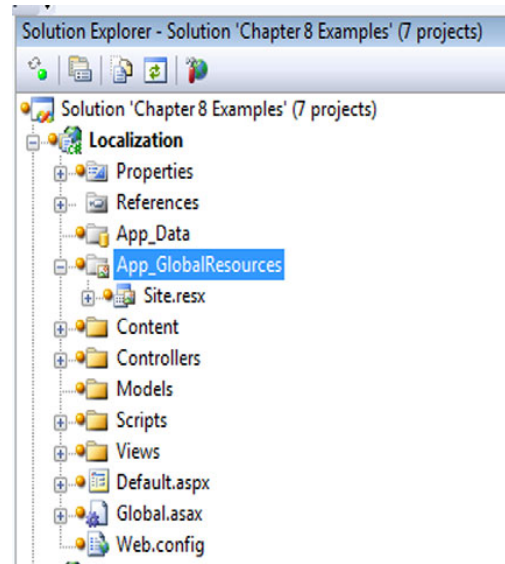 Solution Explorer - Solution 'Chapter 8 Examples' (7 projects)
Solution 'Chapter 8 Examples' (7 projects)
Localization
Properties
References
App_Data
App_GlobalResources
Site.resx
Content
Controllers
Models
Scripts
Views
Default.aspx
Global.asax
Web.config